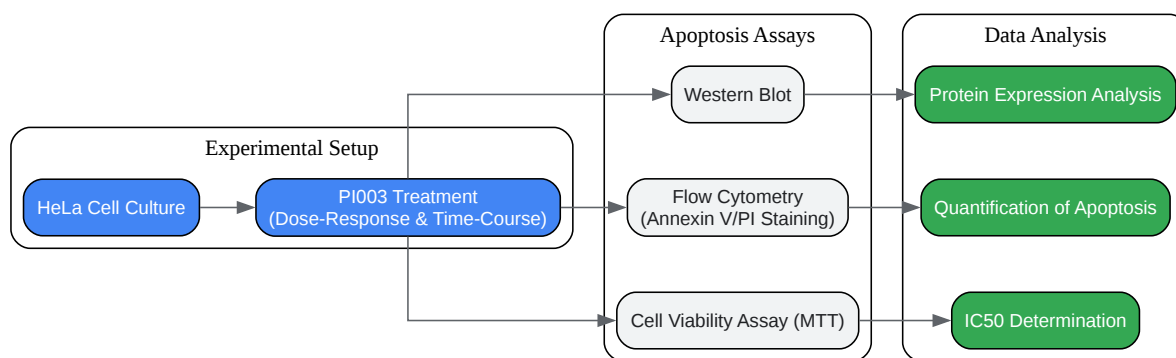 Apoptosis Assays
Data Analysis
Western Blot
Protein Expression Analysis
Experimental Setup
HeLa Cell Culture
PI003 Treatment
(Dose-Response & Time-Course)
Flow Cytometry
(Annexin V/PI Staining)
Quantification of Apoptosis
Cell Viability Assay (MTT)
IC50 Determination